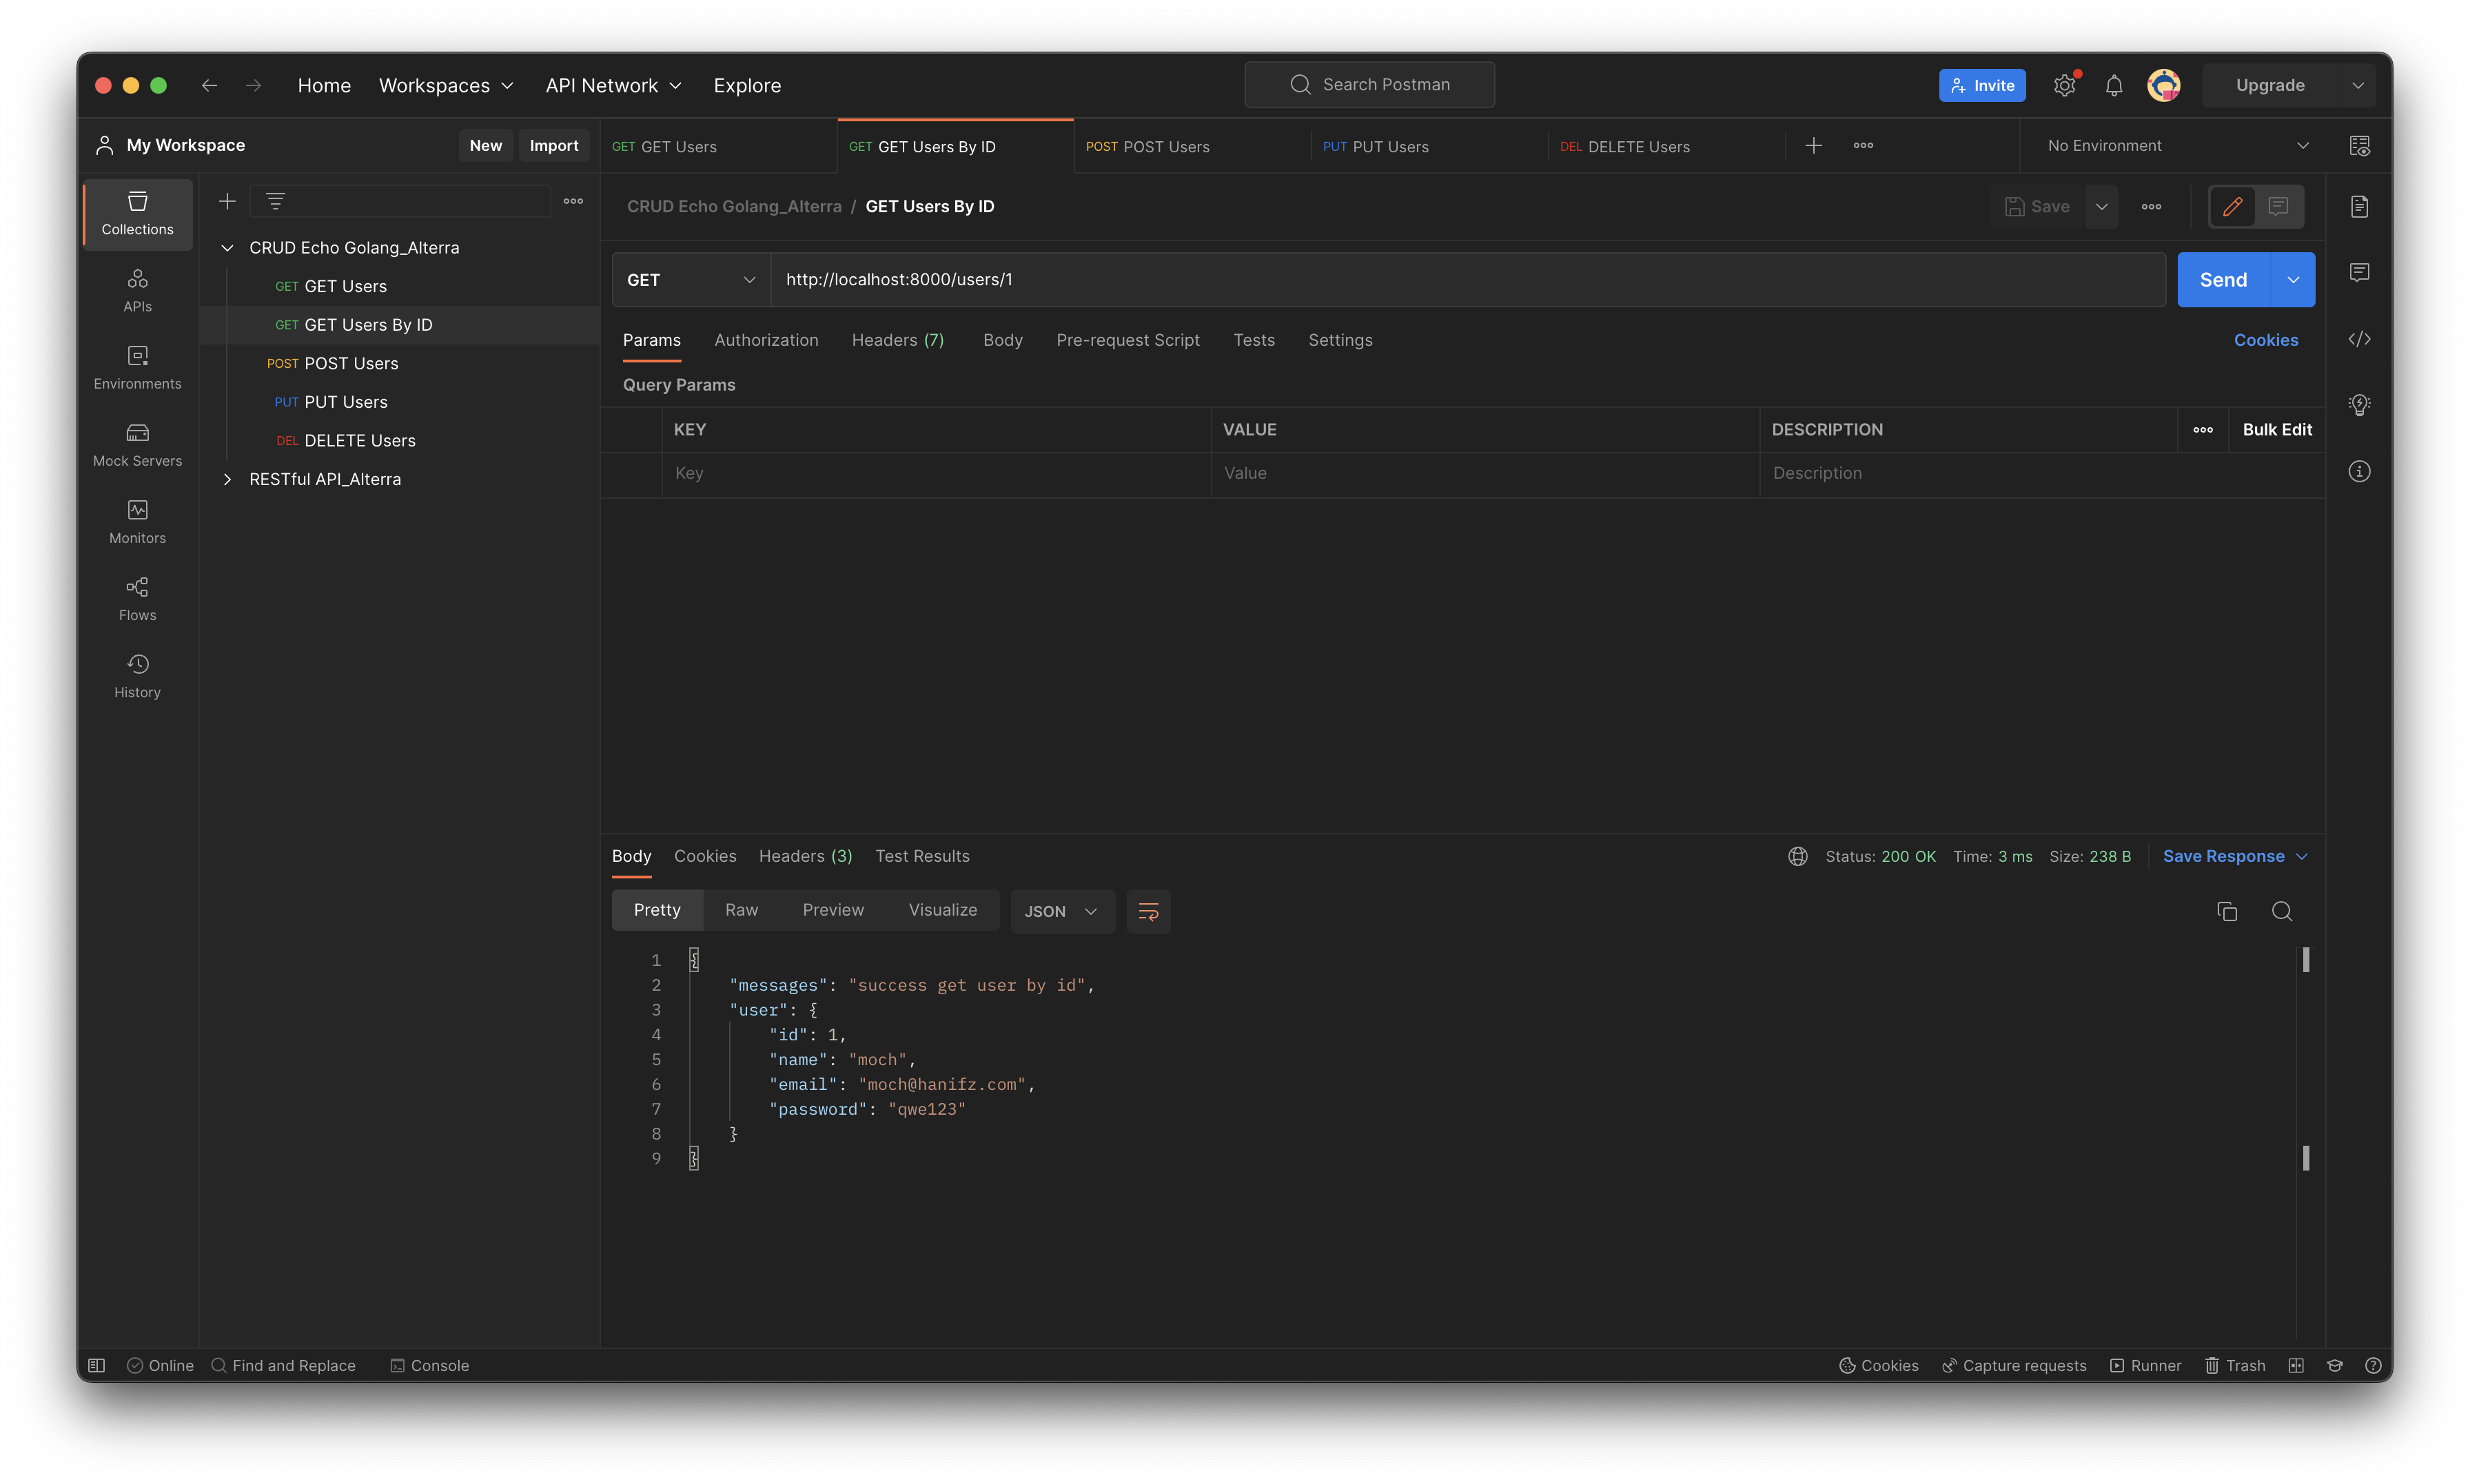 Home Workspaces API Network Explore Search Postman Invite Upgrade
My Workspace New Import GET GET Users GET GET Users By ID POST POST Users PUT PUT Users DEL DELETE Users No Environment
Collections
APIs
Environments
Mock Servers
Monitors
Flows
History
CRUD Echo Golang_Alterra
GET GET Users
GET GET Users By ID
POST POST Users
PUT PUT Users
DEL DELETE Users
RESTful API_Alterra
CRUD Echo Golang_Alterra / GET Users By ID Save
GET http://localhost:8000/users/1 Send
Params Authorization Headers (7) Body Pre-request Script Tests Settings Cookies
Query Params
KEY VALUE DESCRIPTION Bulk Edit
Key Value Description
Body Cookies Headers (3) Test Results Status: 200 OK Time: 3 ms Size: 238 B Save Response
Pretty Raw Preview Visualize JSON
1 {
2 "messages": "success get user by id",
3 "user": {
4 "id": 1,
5 "name": "moch",
6 "email": "moch@hanifz.com",
7 "password": "qwe123"
8 }
9 }
Online Find and Replace Console Cookies Capture requests Runner Trash